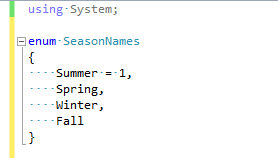 using System;
enum SeasonNames
{
    Summer = 1,
    Spring,
    Winter,
    Fall
}